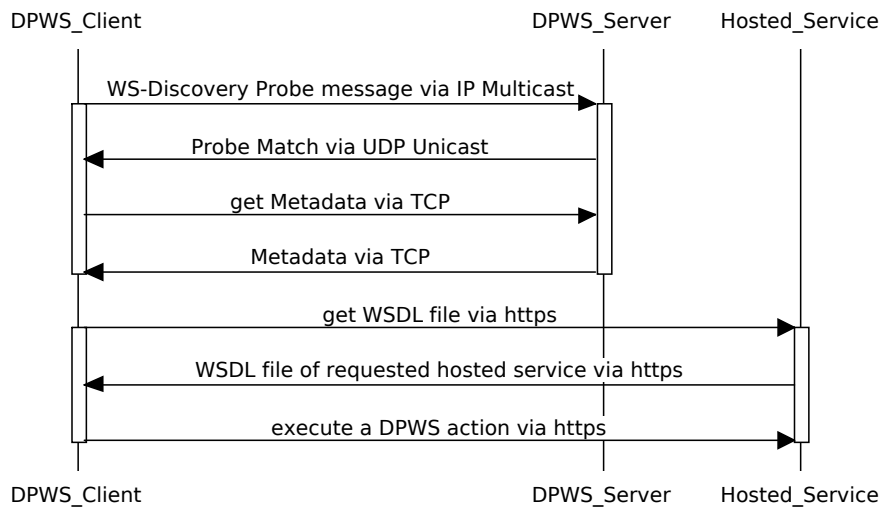 DPWS_Client DPWS_Server Hosted_Service
WS-Discovery Probe message via IP Multicast
Probe Match via UDP Unicast
get Metadata via TCP
Metadata via TCP
get WSDL file via https
WSDL file of requested hosted service via https
execute a DPWS action via https
DPWS_Client DPWS_Server Hosted_Service